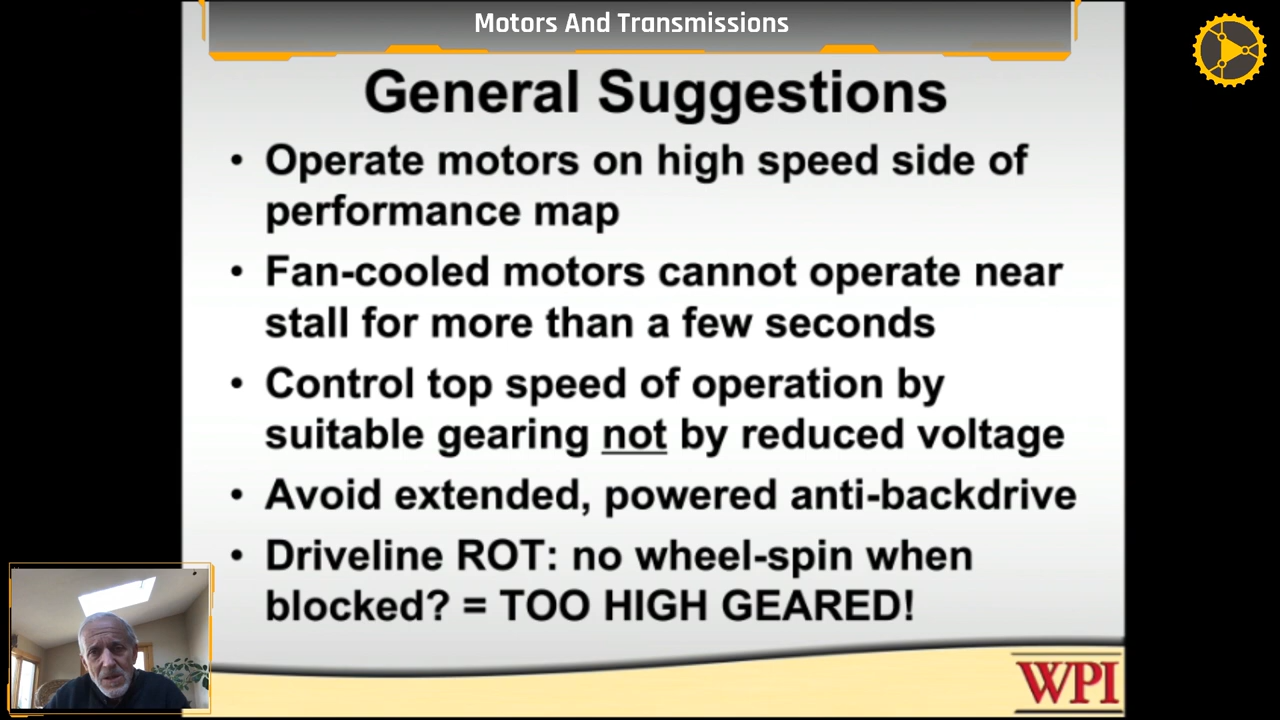 Motors And Transmissions
General Suggestions
• Operate motors on high speed side of
performance map
• Fan-cooled motors cannot operate near
stall for more than a few seconds
• Control top speed of operation by
suitable gearing not by reduced voltage
• Avoid extended, powered anti-backdrive
• Driveline ROT: no wheel-spin when
blocked? = TOO HIGH GEARED!
WPI